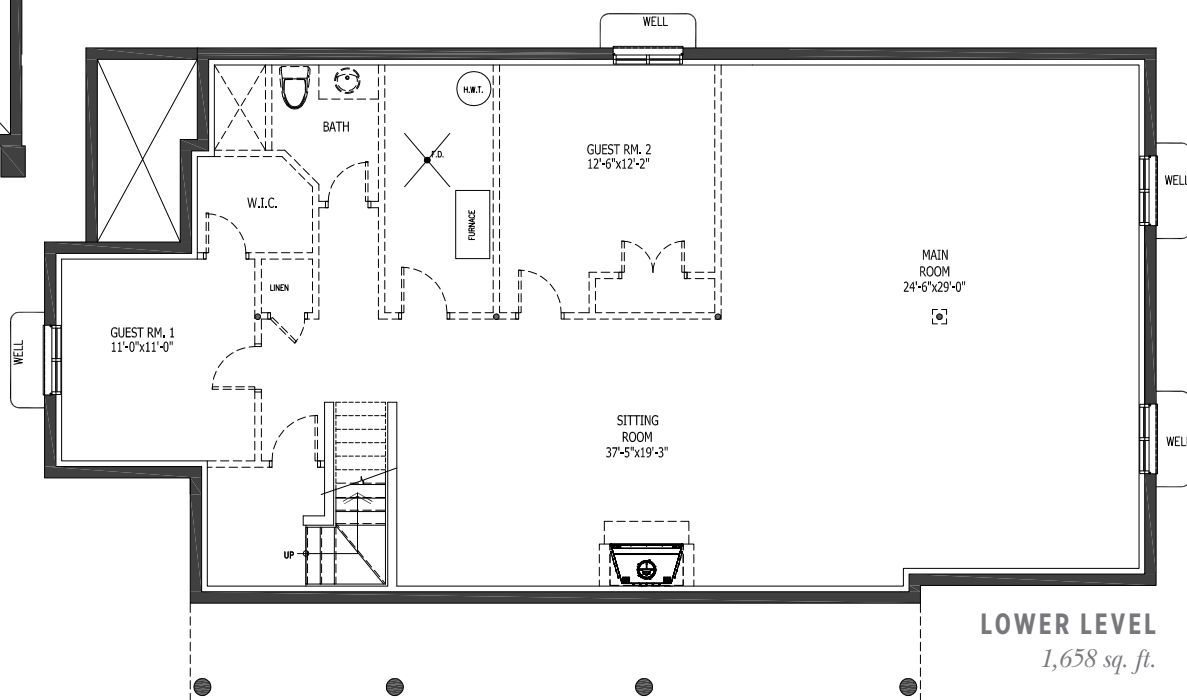 WELL
H.W.T.
BATH
F.D.
GUEST RM. 2
12'-6"x12'-2"
WELL
W.I.C.
FURNACE
MAIN
ROOM
24'-6"x29'-0"
LINEN
GUEST RM. 1
11'-0"x11'-0"
WELL
SITTING
ROOM
37'-5"x19'-3"
WELL
UP
LOWER LEVEL
1,658 sq. ft.